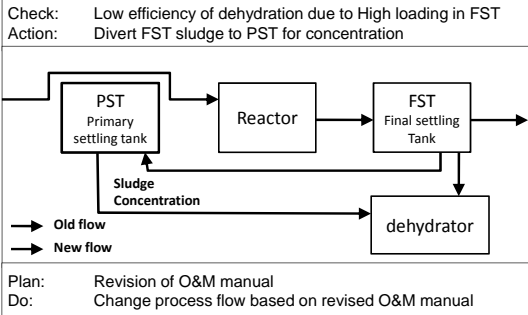 Check: Low efficiency of dehydration due to High loading in FST
Action: Divert FST sludge to PST for concentration
PST
Primary
settling tank
Reactor
FST
Final settling
Tank
Sludge
Concentration
dehydrator
Old flow
New flow
Plan: Revision of O&M manual
Do: Change process flow based on revised O&M manual